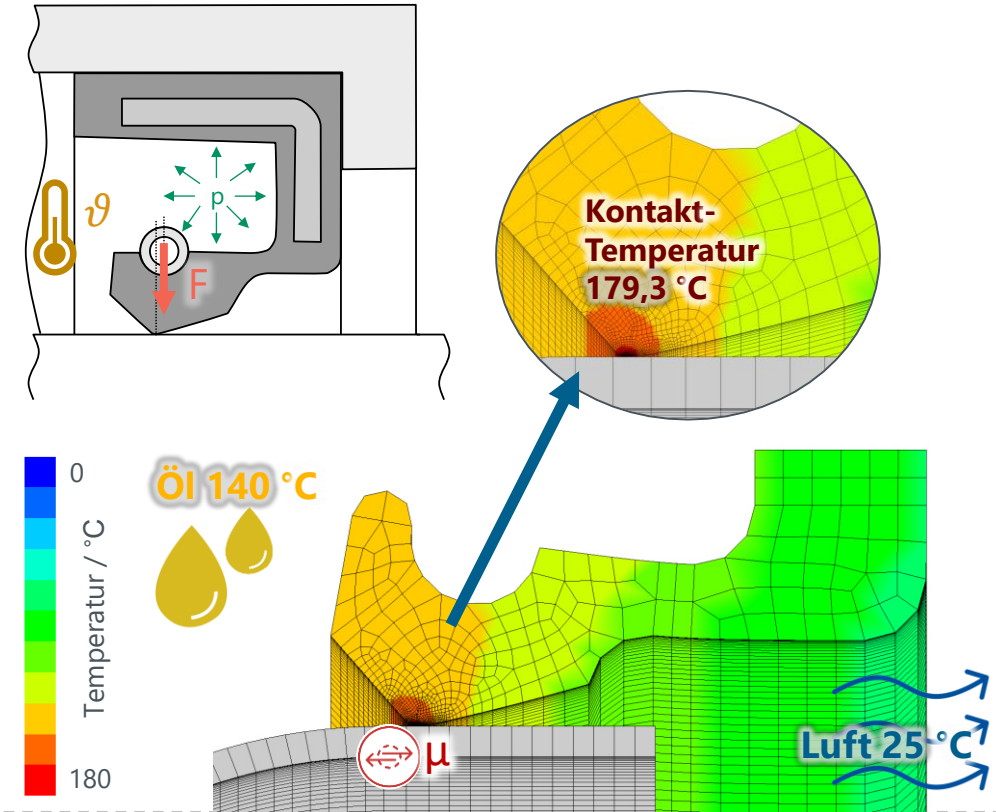 ϑ
p
F
Kontakt-
Temperatur
179,3 °C
0
Temperatur / °C
180
Öl 140 °C
µ
Luft 25 °C